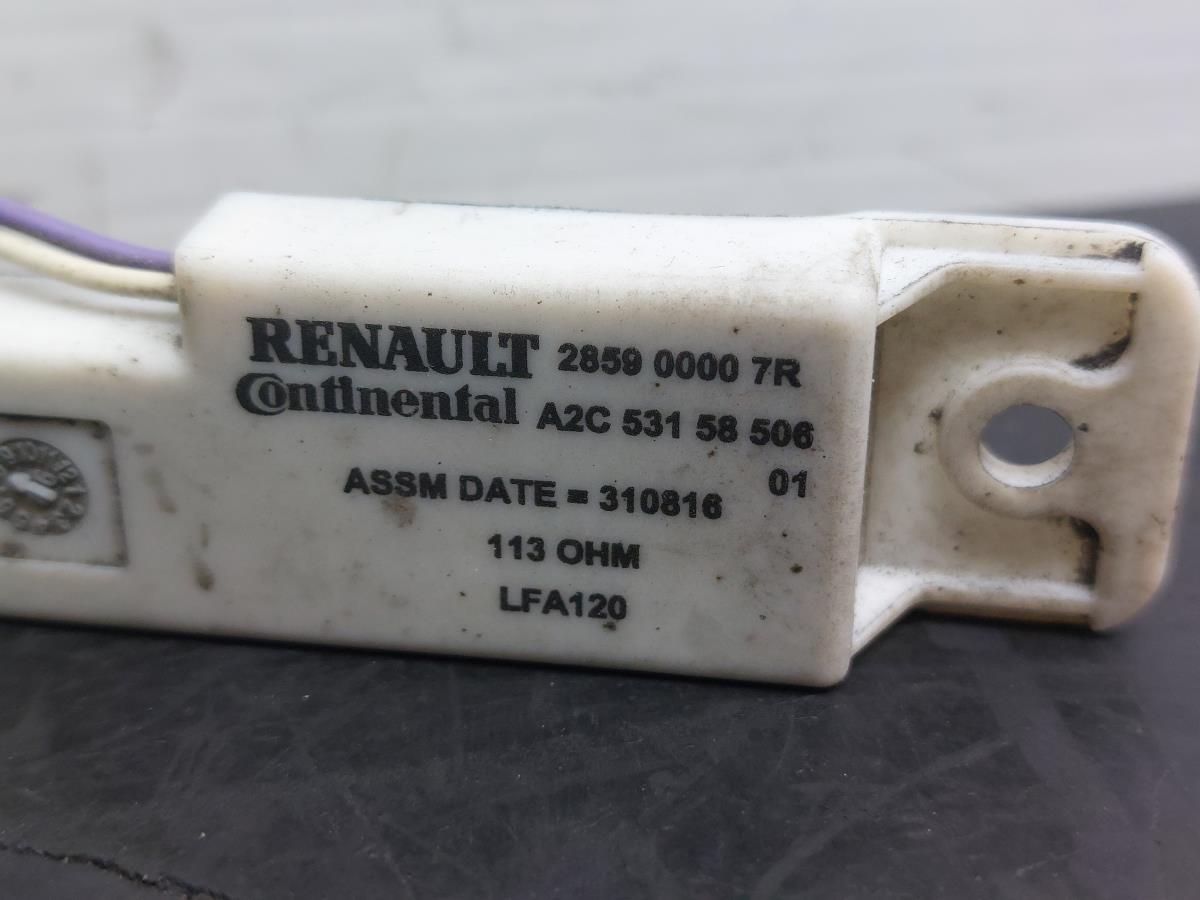 RENAULT 2859 0000 7R
Continental A2C 531 58 506
01
ASSM DATE = 310816
113 OHM
LFA120